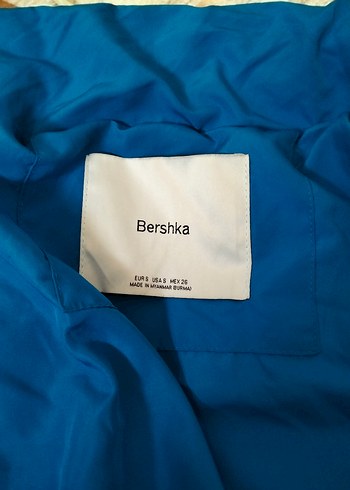 Bershka
EUR S USA S MEX 26
MADE IN MYANMAR (BURMA)